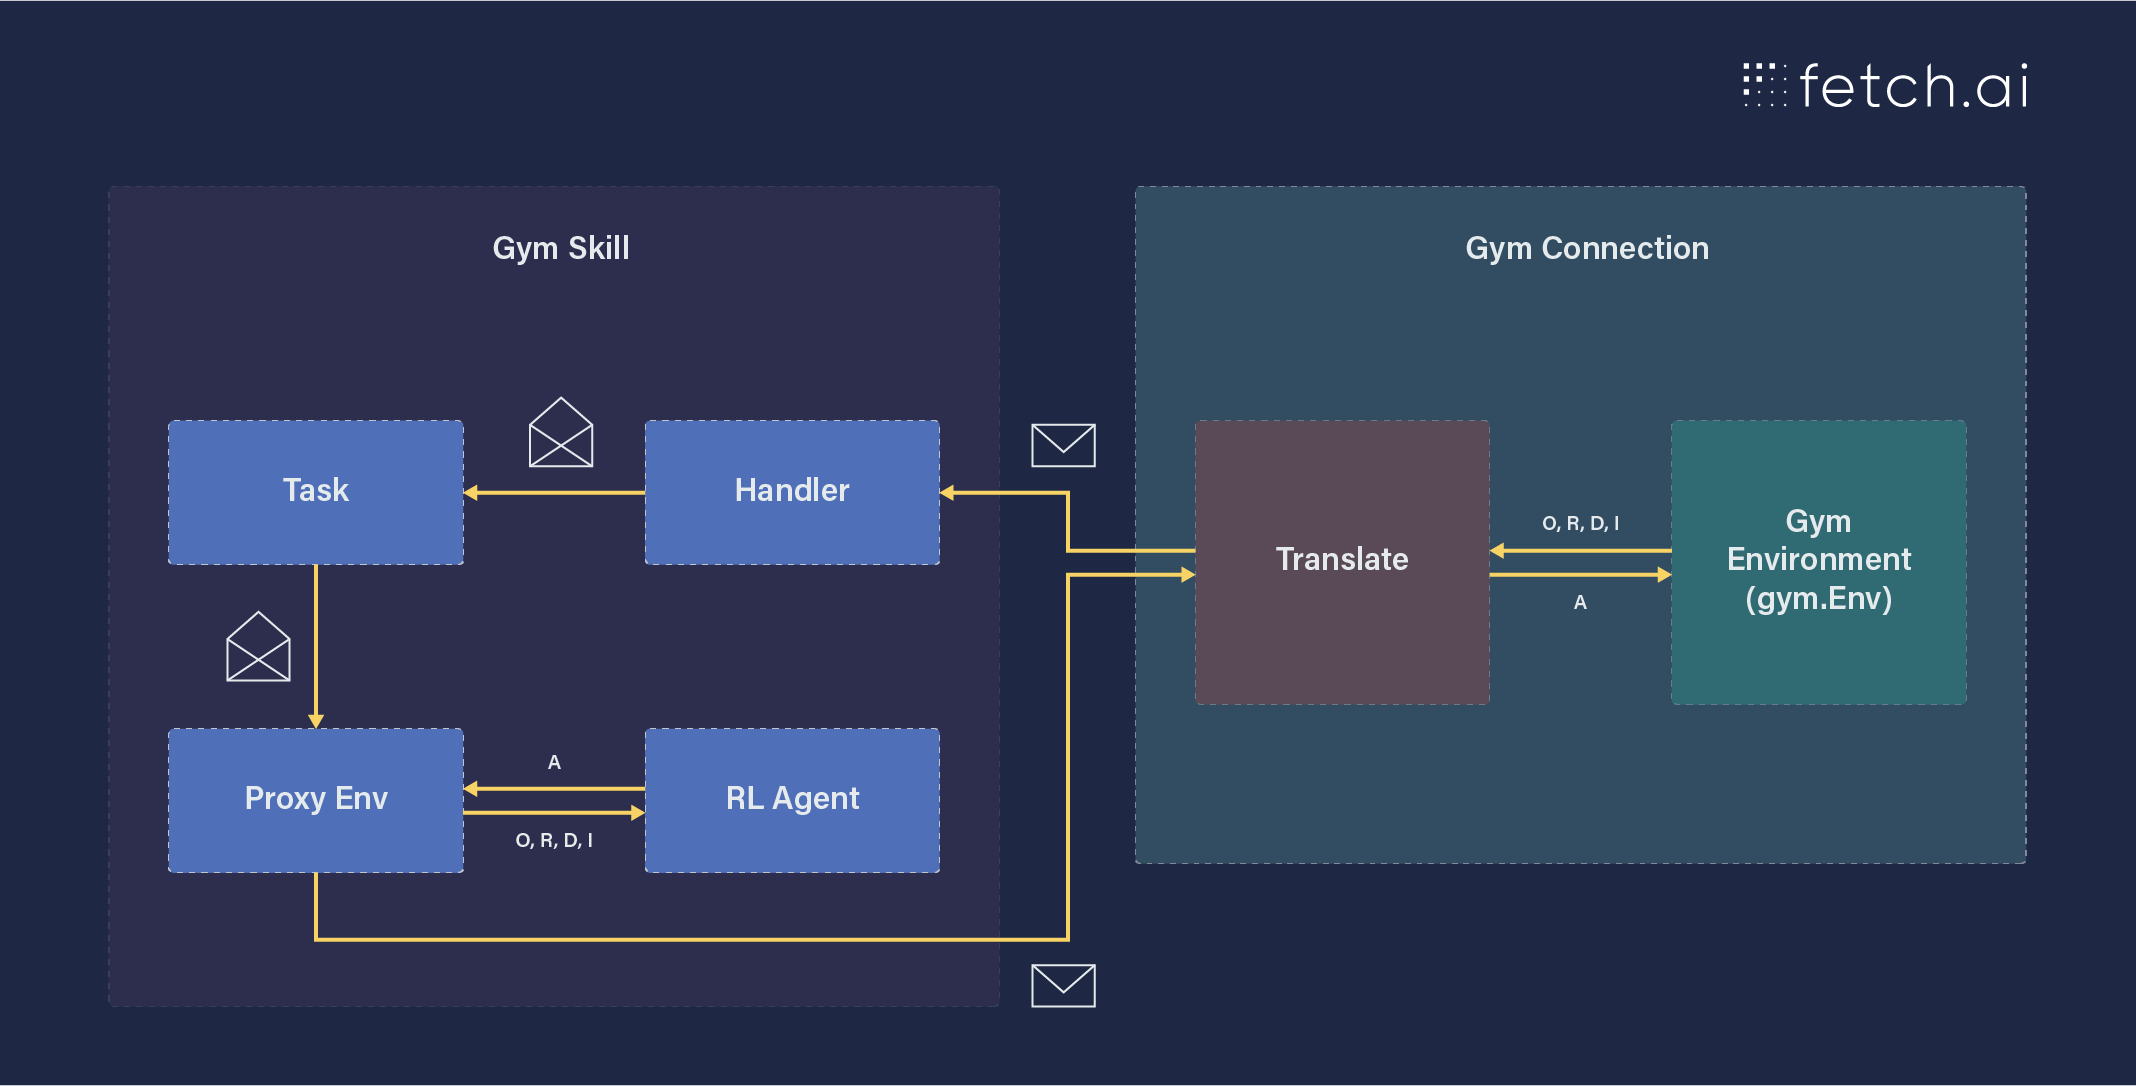 fetch.ai
Gym Skill
Gym Connection
Task
Handler
Translate
O, R, D, I
A
Gym
Environment
(gym.Env)
Proxy Env
A
O, R, D, I
RL Agent